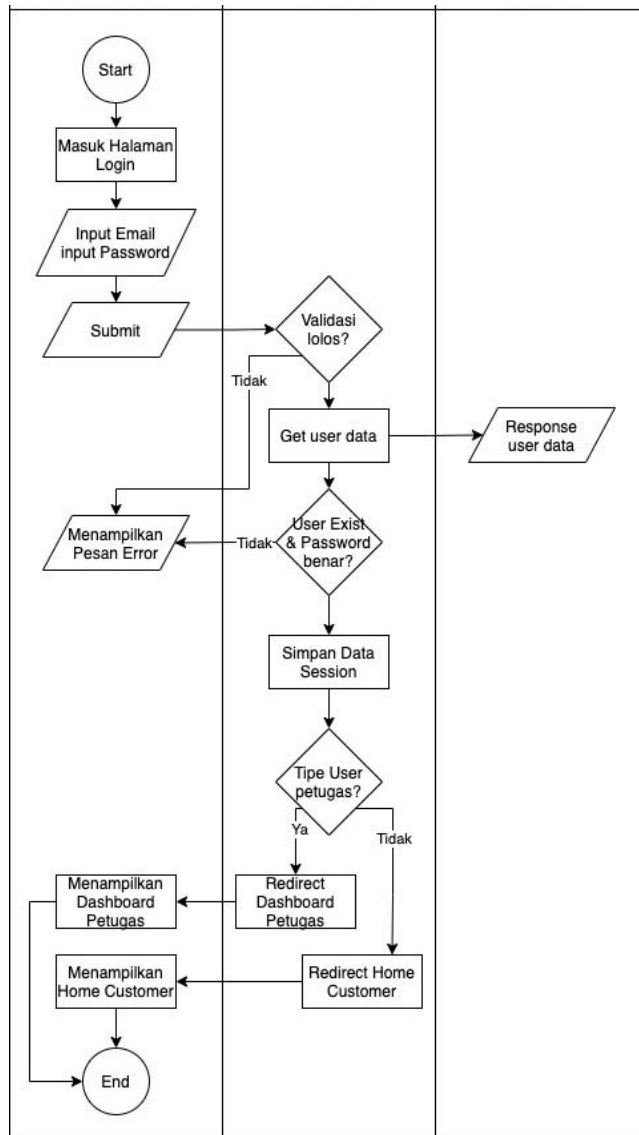 Start
Masuk Halaman
Login
Input Email
input Password
Submit
Validasi
lolos?
Tidak
Get user data
Response
user data
Menampilkan
Pesan Error
Tidak
User Exist
& Password
benar?
Simpan Data
Session
Tipe User
petugas?
Ya
Tidak
Menampilkan
Dashboard
Petugas
Redirect
Dashboard
Petugas
Menampilkan
Home Customer
Redirect Home
Customer
End